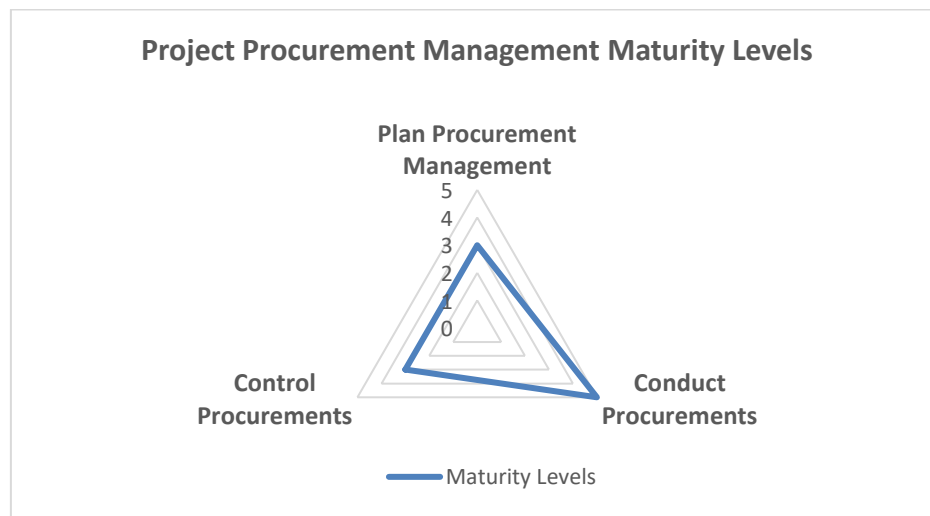 Project Procurement Management Maturity Levels
Plan Procurement
Management
5
4
3
2
1
0
Control
Procurements
Conduct
Procurements
Maturity Levels